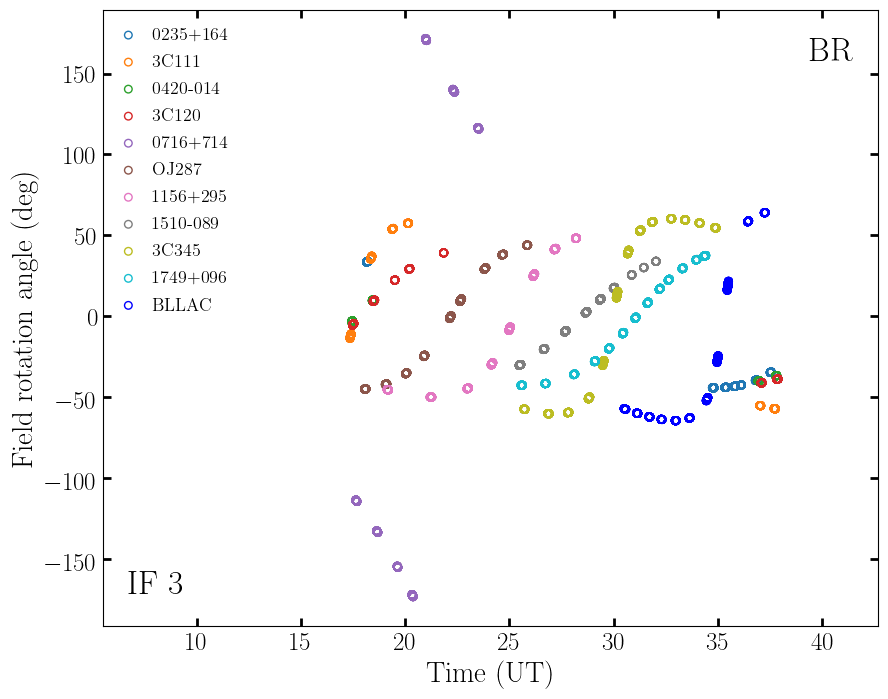 BR
0235+164
3C111
0420-014
3C120
0716+714
OJ287
1156+295
1510-089
3C345
1749+096
BLLAC
IF 3
Field rotation angle (deg)
150
100
50
0
−50
−100
−150
10 15 20 25 30 35 40
Time (UT)